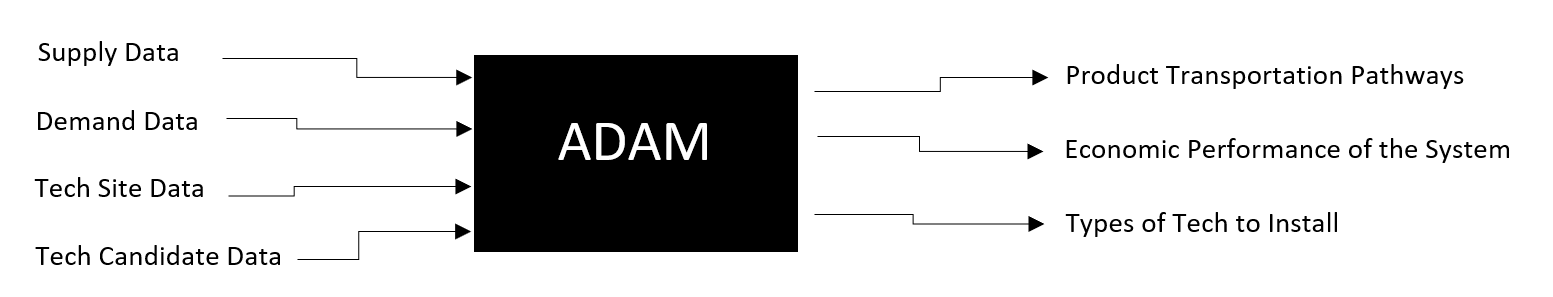 Supply Data
Demand Data
Tech Site Data
Tech Candidate Data
ADAM
Product Transportation Pathways
Economic Performance of the System
Types of Tech to Install